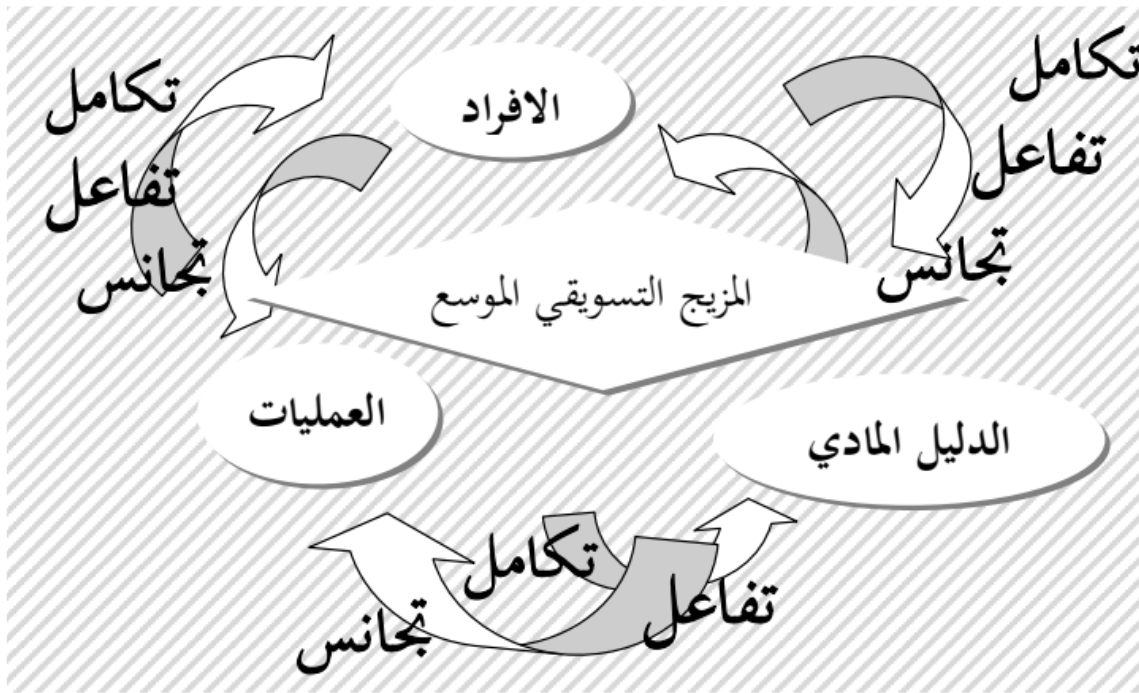 الافراد
تكامل
تفاعل
تجانس
تكامل
تفاعل
تجانس
المزيج التسويقي الموسع
العمليات
الدليل المادي
تكامل
تفاعل
تجانس